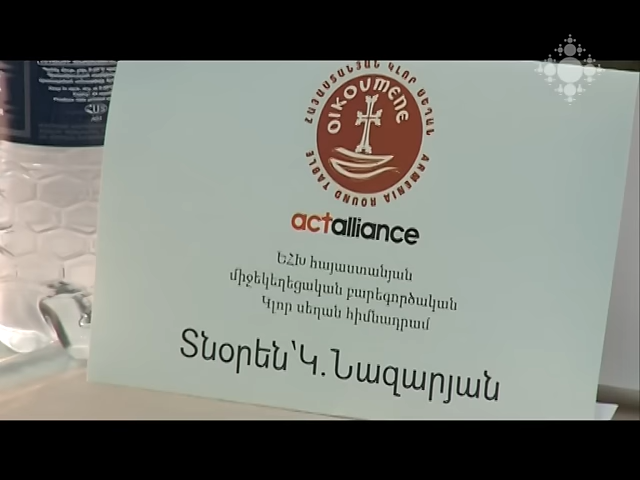 ՀԱՅԱՍՏԱՆՅԱՆ ԿԼՈՐ ՍԵՂԱՆ
OIKOUMENE
ARMENIA ROUND TABLE
actalliance
ԵՀԽ հայաստանյան
միջեկեղեցական բարեգործական
Կլոր սեղան հիմնադրամ
Տնօրեն՝Կ.Նազարյան